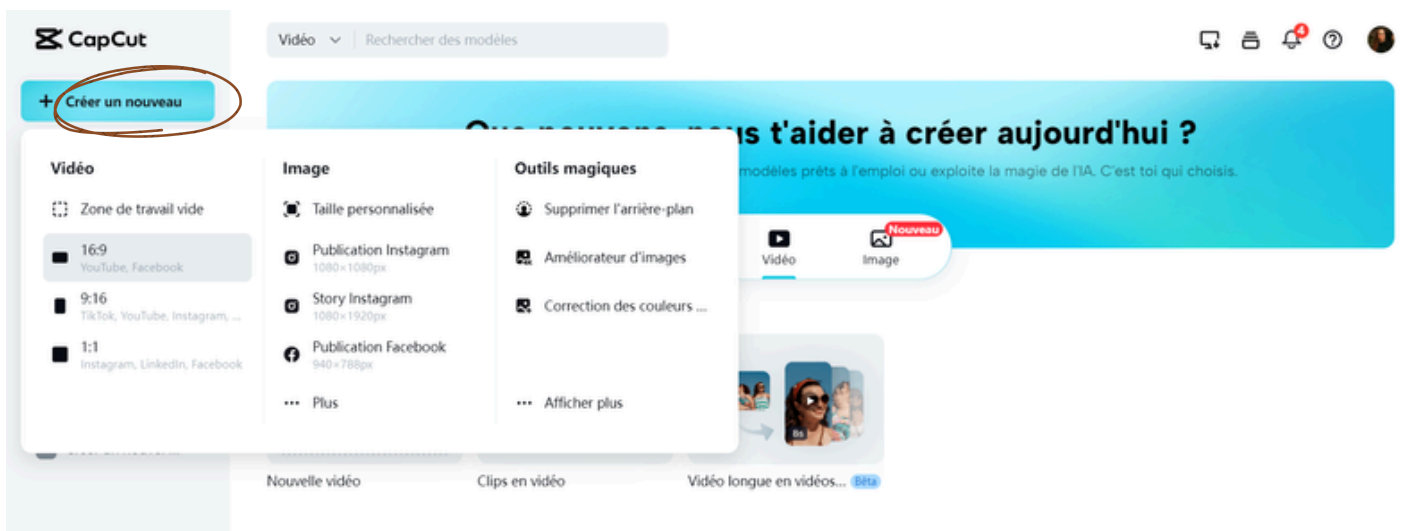 CapCut
Vidéo
Rechercher des modèles
4
+ Créer un nouveau
t'aider à créer aujourd'hui ?
modèles prêts à l'emploi ou exploite la magie de l'IA. C'est toi qui choisis.
Vidéo
Zone de travail vide
16:9
YouTube, Facebook
9:16
TikTok, YouTube, Instagram, ...
1:1
Instagram, LinkedIn, Facebook
Image
Taille personnalisée
Publication Instagram
1080×1080px
Story Instagram
1080×1920px
Publication Facebook
940×788px
Plus
Outils magiques
Supprimer l'arrière-plan
Améliorateur d'images
Correction des couleurs ...
Afficher plus
Vidéo
Nouveau
Image
8s
Nouvelle vidéo
Clips en vidéo
Vidéo longue en vidéos... Bêta